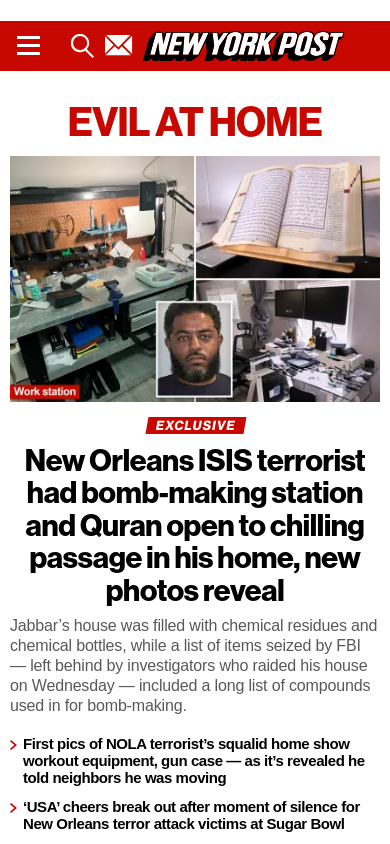 NEW YORK POST
EVIL AT HOME
Work station
EXCLUSIVE
New Orleans ISIS terrorist
had bomb-making station
and Quran open to chilling
passage in his home, new
photos reveal
Jabbar’s house was filled with chemical residues and
chemical bottles, while a list of items seized by FBI
— left behind by investigators who raided his house
on Wednesday — included a long list of compounds
used in for bomb-making.
First pics of NOLA terrorist’s squalid home show
workout equipment, gun case — as it’s revealed he
told neighbors he was moving
‘USA’ cheers break out after moment of silence for
New Orleans terror attack victims at Sugar Bowl